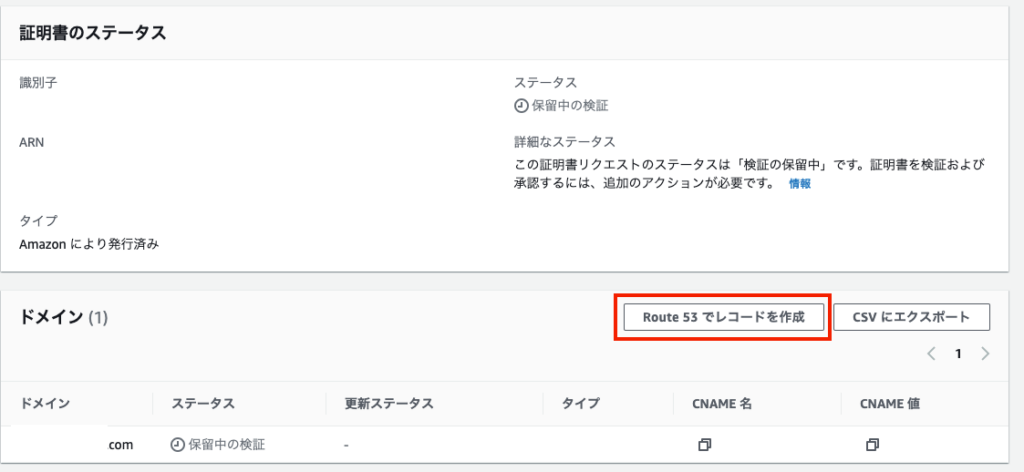 証明書のステータス
識別子
ステータス
保留中の検証
ARN
詳細なステータス
この証明書リクエストのステータスは「検証の保留中」です。証明書を検証および
承認するには、追加のアクションが必要です。 情報
タイプ
Amazon により発行済み
ドメイン (1)
Route 53 でレコードを作成
CSV にエクスポート
1
ドメイン ステータス 更新ステータス タイプ CNAME 名 CNAME 値
.com 保留中の検証 -